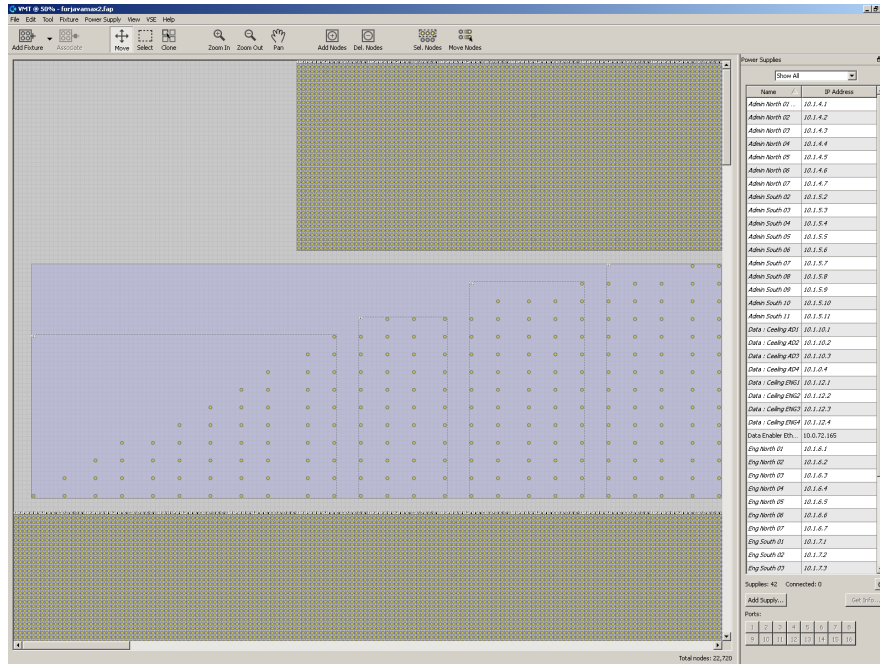 VMT @ 50% - forjavamax2.fap
File Edit Tool Fixture Power Supply View VSE Help
Add Fixture Associate Move Select Clone Zoom In Zoom Out Pan Add Nodes Del. Nodes Sel. Nodes Move Nodes
Power Supplies
Show All
Name IP Address
Admin North 01 ... 10.1.4.1
Admin North 02 10.1.4.2
Admin North 03 10.1.4.3
Admin North 04 10.1.4.4
Admin North 05 10.1.4.5
Admin North 06 10.1.4.6
Admin North 07 10.1.4.7
Admin South 02 10.1.5.2
Admin South 03 10.1.5.3
Admin South 04 10.1.5.4
Admin South 05 10.1.5.5
Admin South 06 10.1.5.6
Admin South 07 10.1.5.7
Admin South 08 10.1.5.8
Admin South 09 10.1.5.9
Admin South 10 10.1.5.10
Admin South 11 10.1.5.11
Data : Ceeling AD1 10.1.10.1
Data : Ceeling AD2 10.1.10.2
Data : Ceeling AD3 10.1.10.3
Data : Ceeling AD4 10.1.0.4
Data : Ceeling ENG1 10.1.12.1
Data : Ceeling ENG2 10.1.12.2
Data : Ceeling ENG3 10.1.12.3
Data : Ceeling ENG4 10.1.12.4
Data Enabler Eth... 10.0.72.165
Eng North 01 10.1.6.1
Eng North 02 10.1.6.2
Eng North 03 10.1.6.3
Eng North 04 10.1.6.4
Eng North 05 10.1.6.5
Eng North 06 10.1.6.6
Eng North 07 10.1.6.7
Eng South 01 10.1.7.1
Eng South 02 10.1.7.2
Eng South 03 10.1.7.3
Supplies: 42 Connected: 0
Add Supply... Get Info...
Ports:
1 2 3 4 5 6 7 8
9 10 11 12 13 14 15 16
Total nodes: 22,720